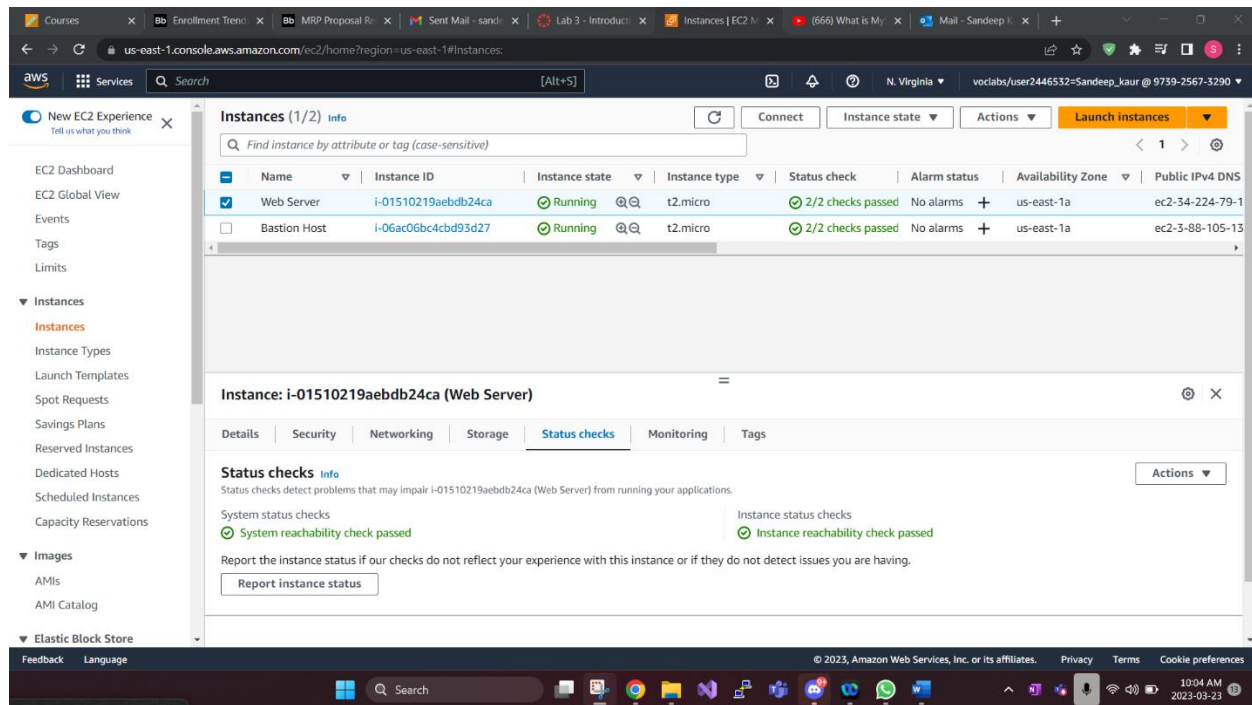 Courses
Enrollment Trend
MRP Proposal Re
Sent Mail - sande
Lab 3 - Introducti
Instances | EC2 M
(666) What is My
Mail - Sandeep K
us-east-1.console.aws.amazon.com/ec2/home?region=us-east-1#Instances:
aws Services Search [Alt+S] N. Virginia voclabs/user2446532=Sandeep_kaur @ 9739-2567-3290
New EC2 Experience
Tell us what you think
EC2 Dashboard
EC2 Global View
Events
Tags
Limits
Instances
Instances
Instance Types
Launch Templates
Spot Requests
Savings Plans
Reserved Instances
Dedicated Hosts
Scheduled Instances
Capacity Reservations
Images
AMIs
AMI Catalog
Elastic Block Store
Instances (1/2) Info Connect Instance state Actions Launch instances
Find instance by attribute or tag (case-sensitive) 1
Name Instance ID Instance state Instance type Status check Alarm status Availability Zone Public IPv4 DNS
Web Server i-01510219aebdb24ca Running t2.micro 2/2 checks passed No alarms us-east-1a ec2-34-224-79-1
Bastion Host i-06ac06bc4cbd93d27 Running t2.micro 2/2 checks passed No alarms us-east-1a ec2-3-88-105-13
Instance: i-01510219aebdb24ca (Web Server)
Details Security Networking Storage Status checks Monitoring Tags
Status checks Info Actions
Status checks detect problems that may impair i-01510219aebdb24ca (Web Server) from running your applications.
System status checks Instance status checks
System reachability check passed Instance reachability check passed
Report the instance status if our checks do not reflect your experience with this instance or if they do not detect issues you are having.
Report instance status
Feedback Language © 2023, Amazon Web Services, Inc. or its affiliates. Privacy Terms Cookie preferences
Search 10:04 AM
2023-03-23